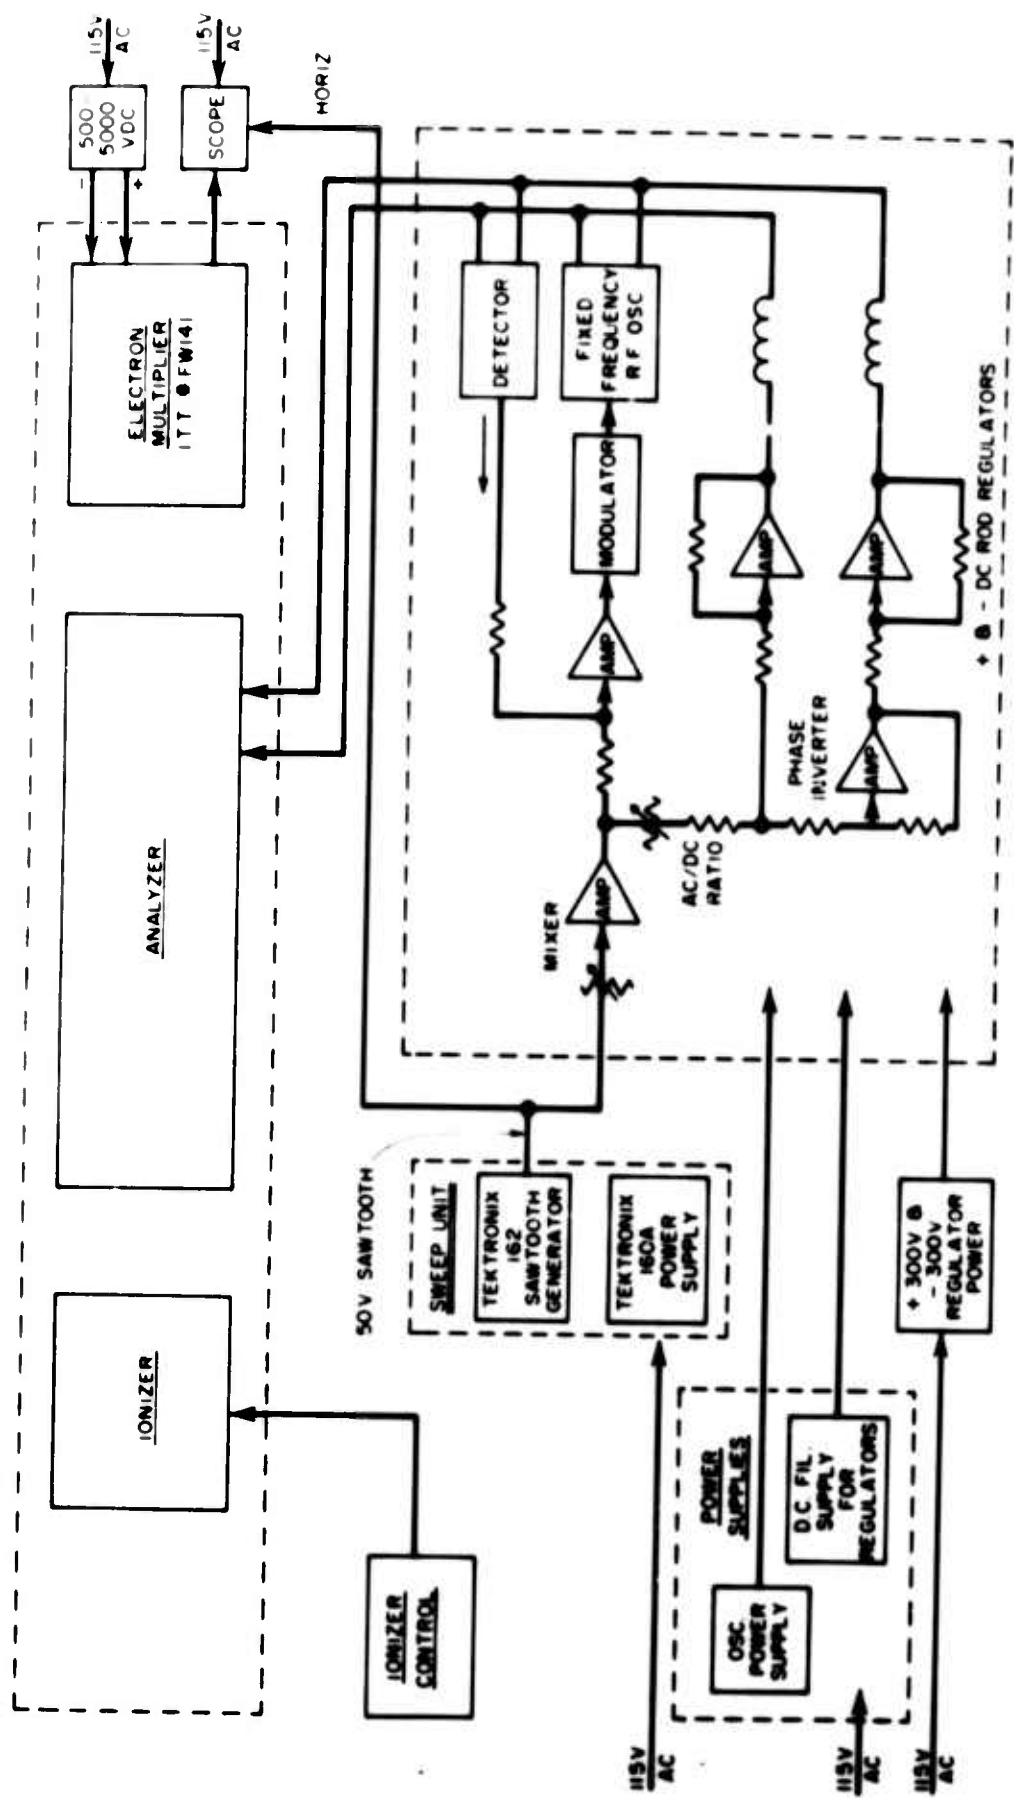 IONIZER
ANALYZER
ELECTRON
MULTIPLIER
ITT # FW141
500-
5000
VDC
-
+
115V
AC
SCOPE
115V
AC
HORIZ
IONIZER
CONTROL
50V SAWTOOTH
SWEEP UNIT
TEKTRONIX
162
SAWTOOTH
GENERATOR
TEKTRONIX
160A
POWER
SUPPLY
115V
AC
MIXER
AMP
AC/DC
RATIO
AMP
MODULATOR
FIXED
FREQUENCY
RF OSC
DETECTOR
PHASE
INVERTER
AMP
AMP
AMP
+ & - DC ROD REGULATORS
POWER
SUPPLIES
OSC.
POWER
SUPPLY
D.C FIL.
SUPPLY
FOR
REGULATORS
115V
AC
+ 300V &
- 300V
REGULATOR
POWER
115V
AC